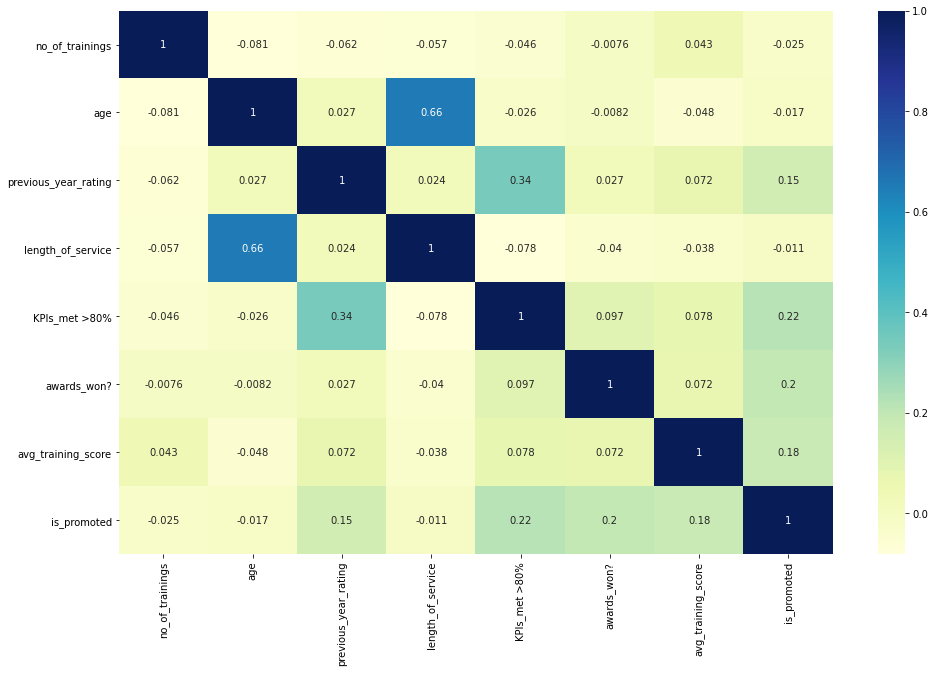 no_of_trainings 1 -0.081 -0.062 -0.057 -0.046 -0.0076 0.043 -0.025
age -0.081 1 0.027 0.66 -0.026 -0.0082 -0.048 -0.017
previous_year_rating -0.062 0.027 1 0.024 0.34 0.027 0.072 0.15
length_of_service -0.057 0.66 0.024 1 -0.078 -0.04 -0.038 -0.011
KPIs_met >80% -0.046 -0.026 0.34 -0.078 1 0.097 0.078 0.22
awards_won? -0.0076 -0.0082 0.027 -0.04 0.097 1 0.072 0.2
avg_training_score 0.043 -0.048 0.072 -0.038 0.078 0.072 1 0.18
is_promoted -0.025 -0.017 0.15 -0.011 0.22 0.2 0.18 1
no_of_trainings
age
previous_year_rating
length_of_service
KPIs_met >80%
awards_won?
avg_training_score
is_promoted
1.0
0.8
0.6
0.4
0.2
0.0